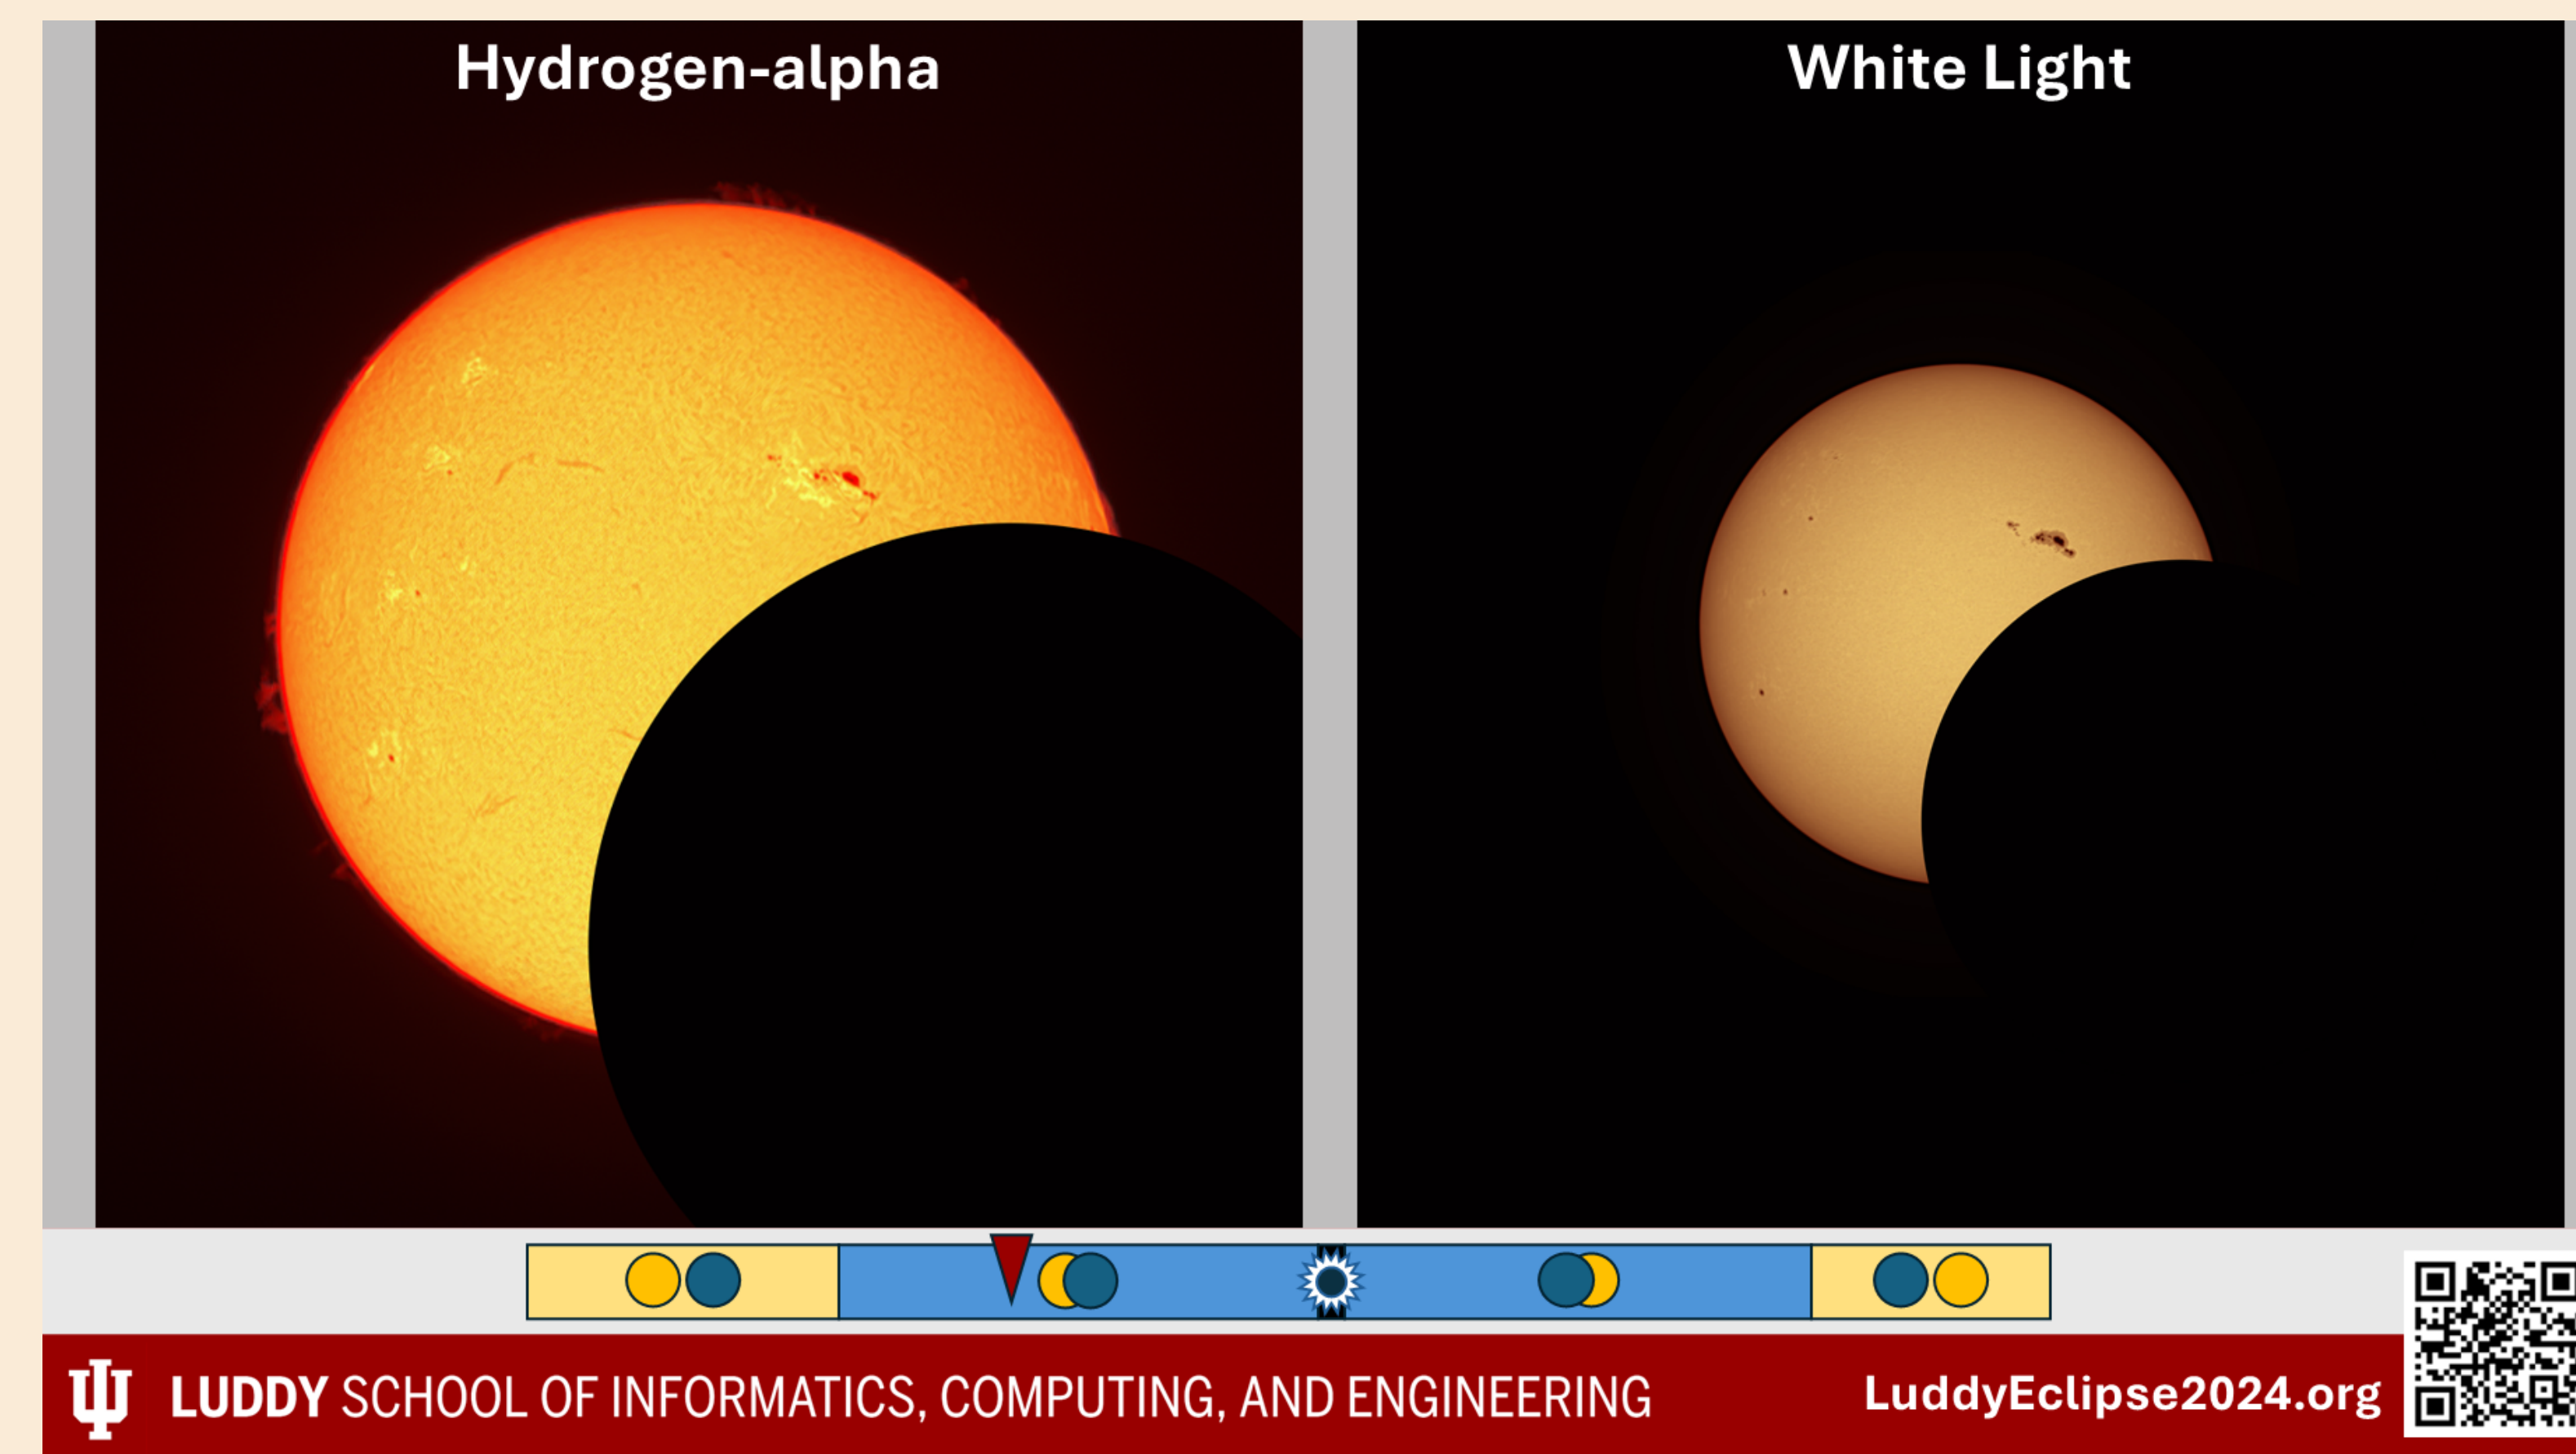 Hydrogen-alpha
White Light
LUDDY SCHOOL OF INFORMATICS, COMPUTING, AND ENGINEERING
LuddyEclipse2024.org